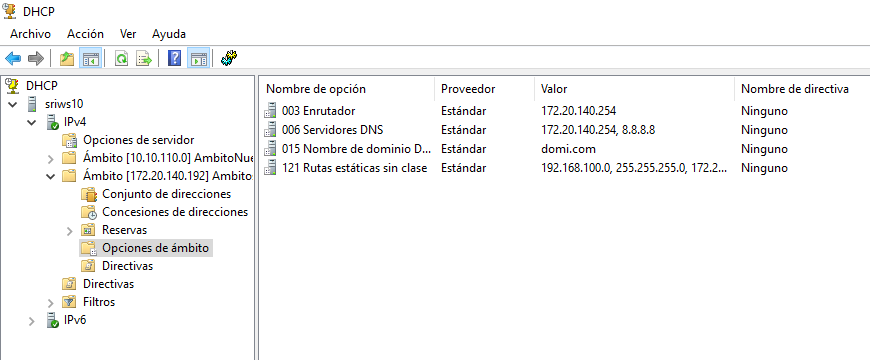 DHCP
Archivo Acción Ver Ayuda
DHCP
sriws10
IPv4
Opciones de servidor
Ámbito [10.10.110.0] AmbitoNue
Ámbito [172.20.140.192] Ambito
Conjunto de direcciones
Concesiones de direcciones
Reservas
Opciones de ámbito
Directivas
Directivas
Filtros
IPv6
Nombre de opción Proveedor Valor Nombre de directiva
003 Enrutador Estándar 172.20.140.254 Ninguno
006 Servidores DNS Estándar 172.20.140.254, 8.8.8.8 Ninguno
015 Nombre de dominio D... Estándar domi.com Ninguno
121 Rutas estáticas sin clase Estándar 192.168.100.0, 255.255.255.0, 172.2... Ninguno